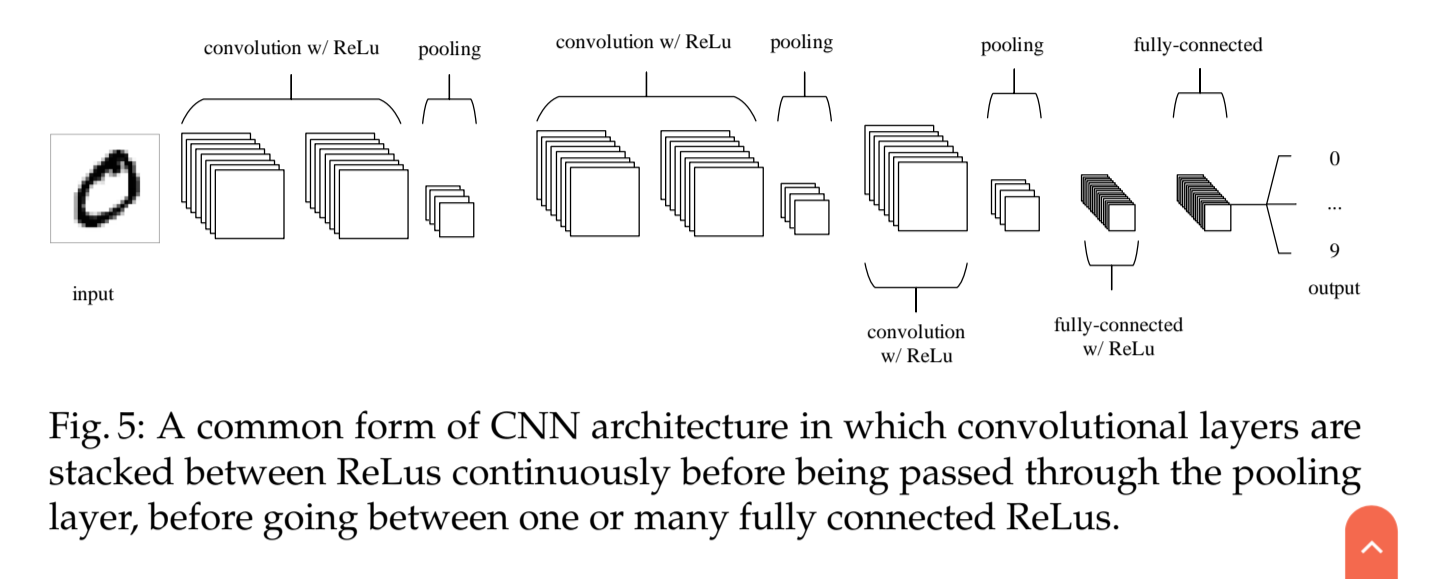 convolution w/ ReLu
pooling
convolution w/ ReLu
pooling
pooling
fully-connected
0
...
9
input
output
convolution
w/ ReLu
fully-connected
w/ ReLu
Fig. 5: A common form of CNN architecture in which convolutional layers are
stacked between ReLus continuously before being passed through the pooling
layer, before going between one or many fully connected ReLus.